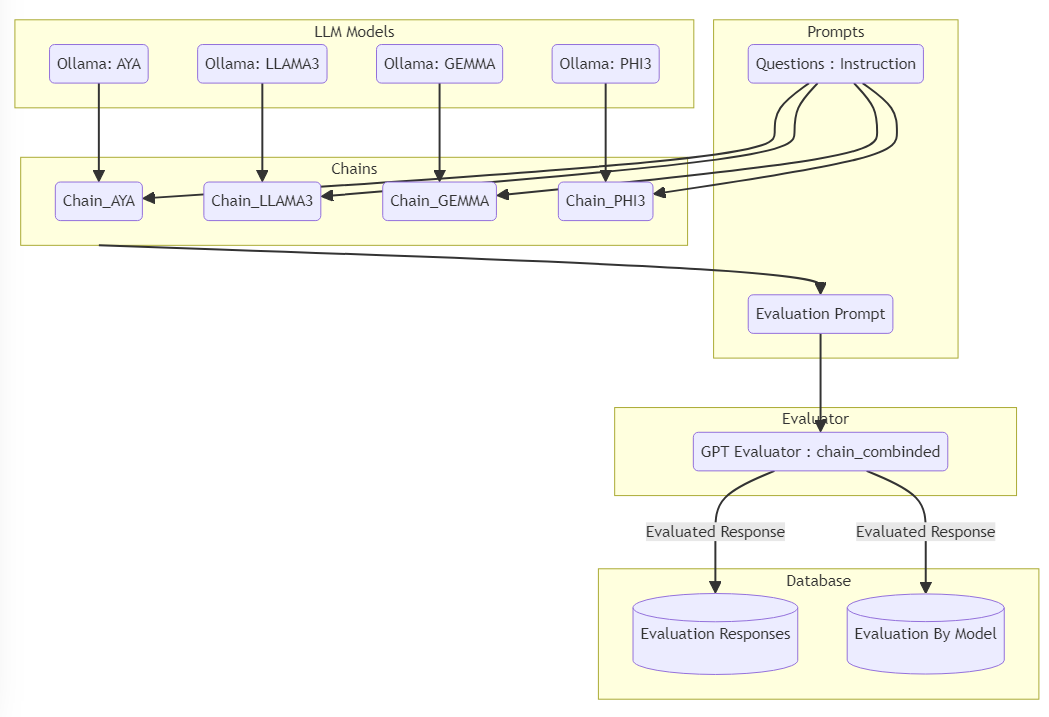 LLM Models
Prompts
Ollama: AYA
Ollama: LLAMA3
Ollama: GEMMA
Ollama: PHI3
Questions : Instruction
Chains
Chain_AYA
Chain_LLAMA3
Chain_GEMMA
Chain_PHI3
Evaluation Prompt
Evaluator
GPT Evaluator : chain_combinded
Evaluated Response
Evaluated Response
Database
Evaluation Responses
Evaluation By Model